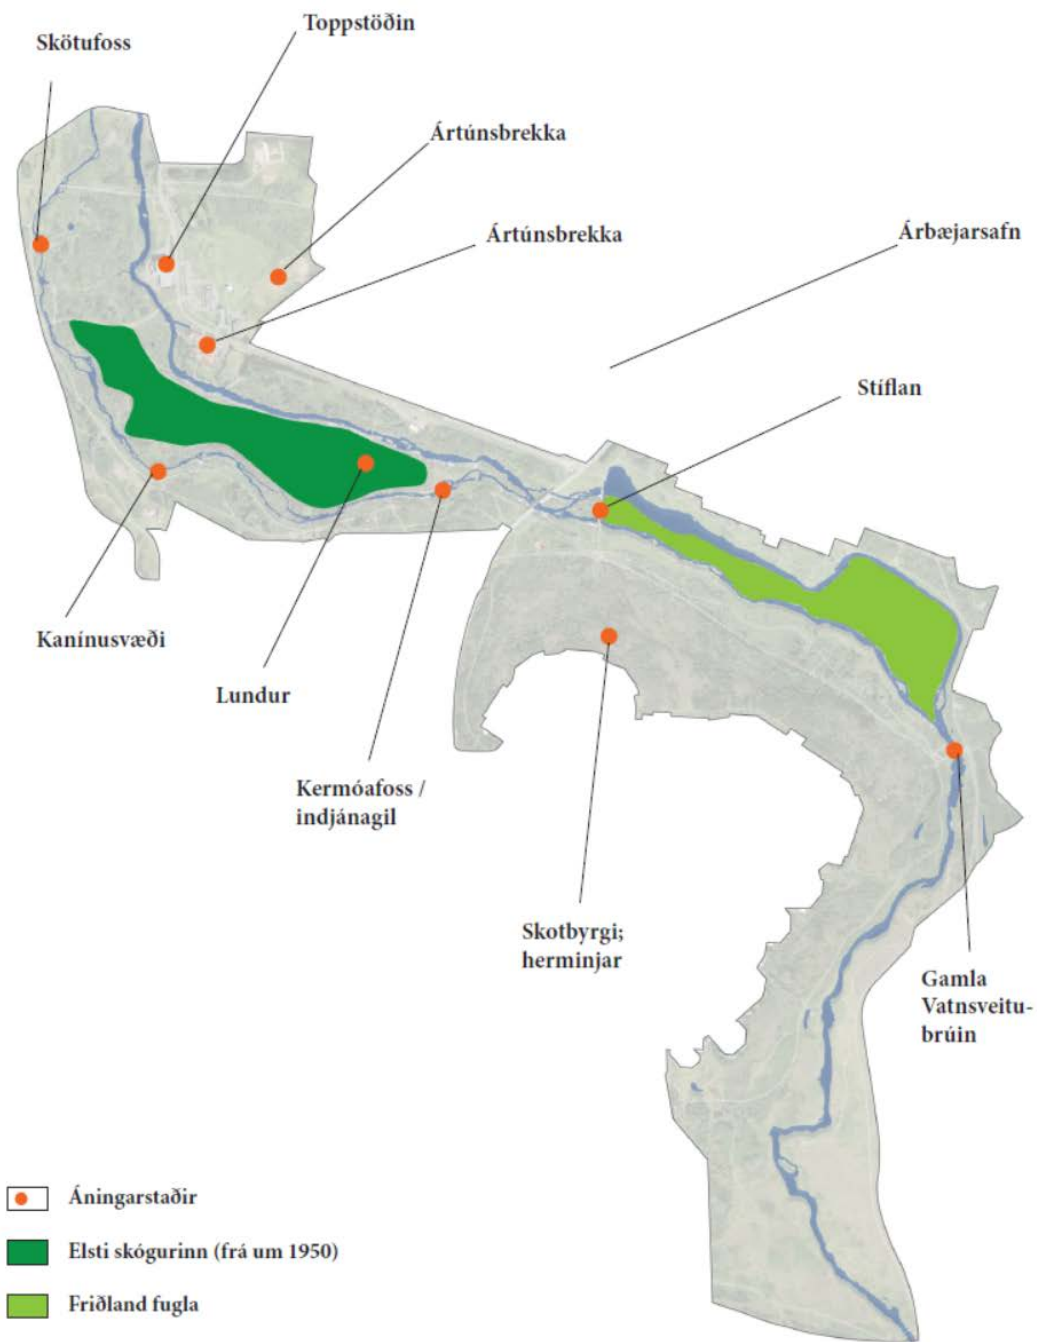 Toppstöðin
Skötufoss
Ártúnsbrekka
Ártúnsbrekka
Árbæjarsafn
Stíflan
Kanínusvæði
Lundur
Kermóafoss /
indjánagil
Skotbyrgi;
herminjar
Gamla
Vatnsveitu-
brúin
Áningarstaðir
Elsti skógurinn (frá um 1950)
Friðland fugla